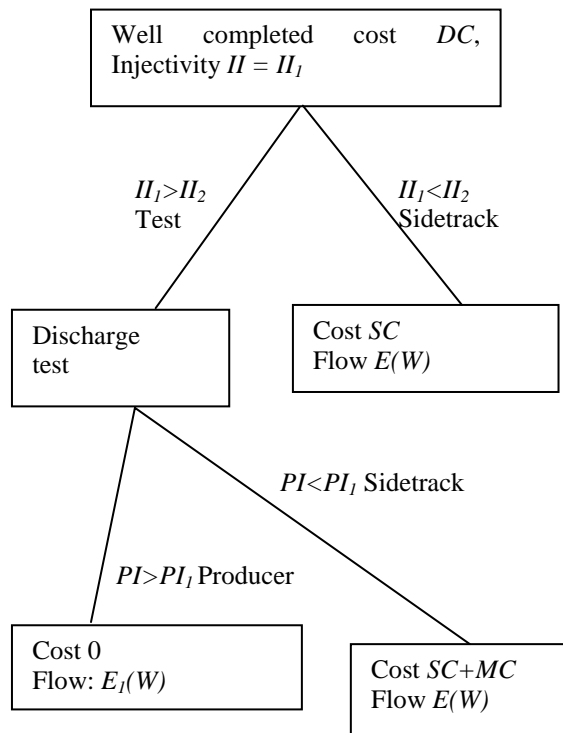 Well completed cost DC,
Injectivity II = II₁
II₁>II₂
Test
II₁<II₂
Sidetrack
Discharge
test
Cost SC
Flow E(W)
PI<PI₁ Sidetrack
PI>PI₁ Producer
Cost 0
Flow: E₁(W)
Cost SC+MC
Flow E(W)